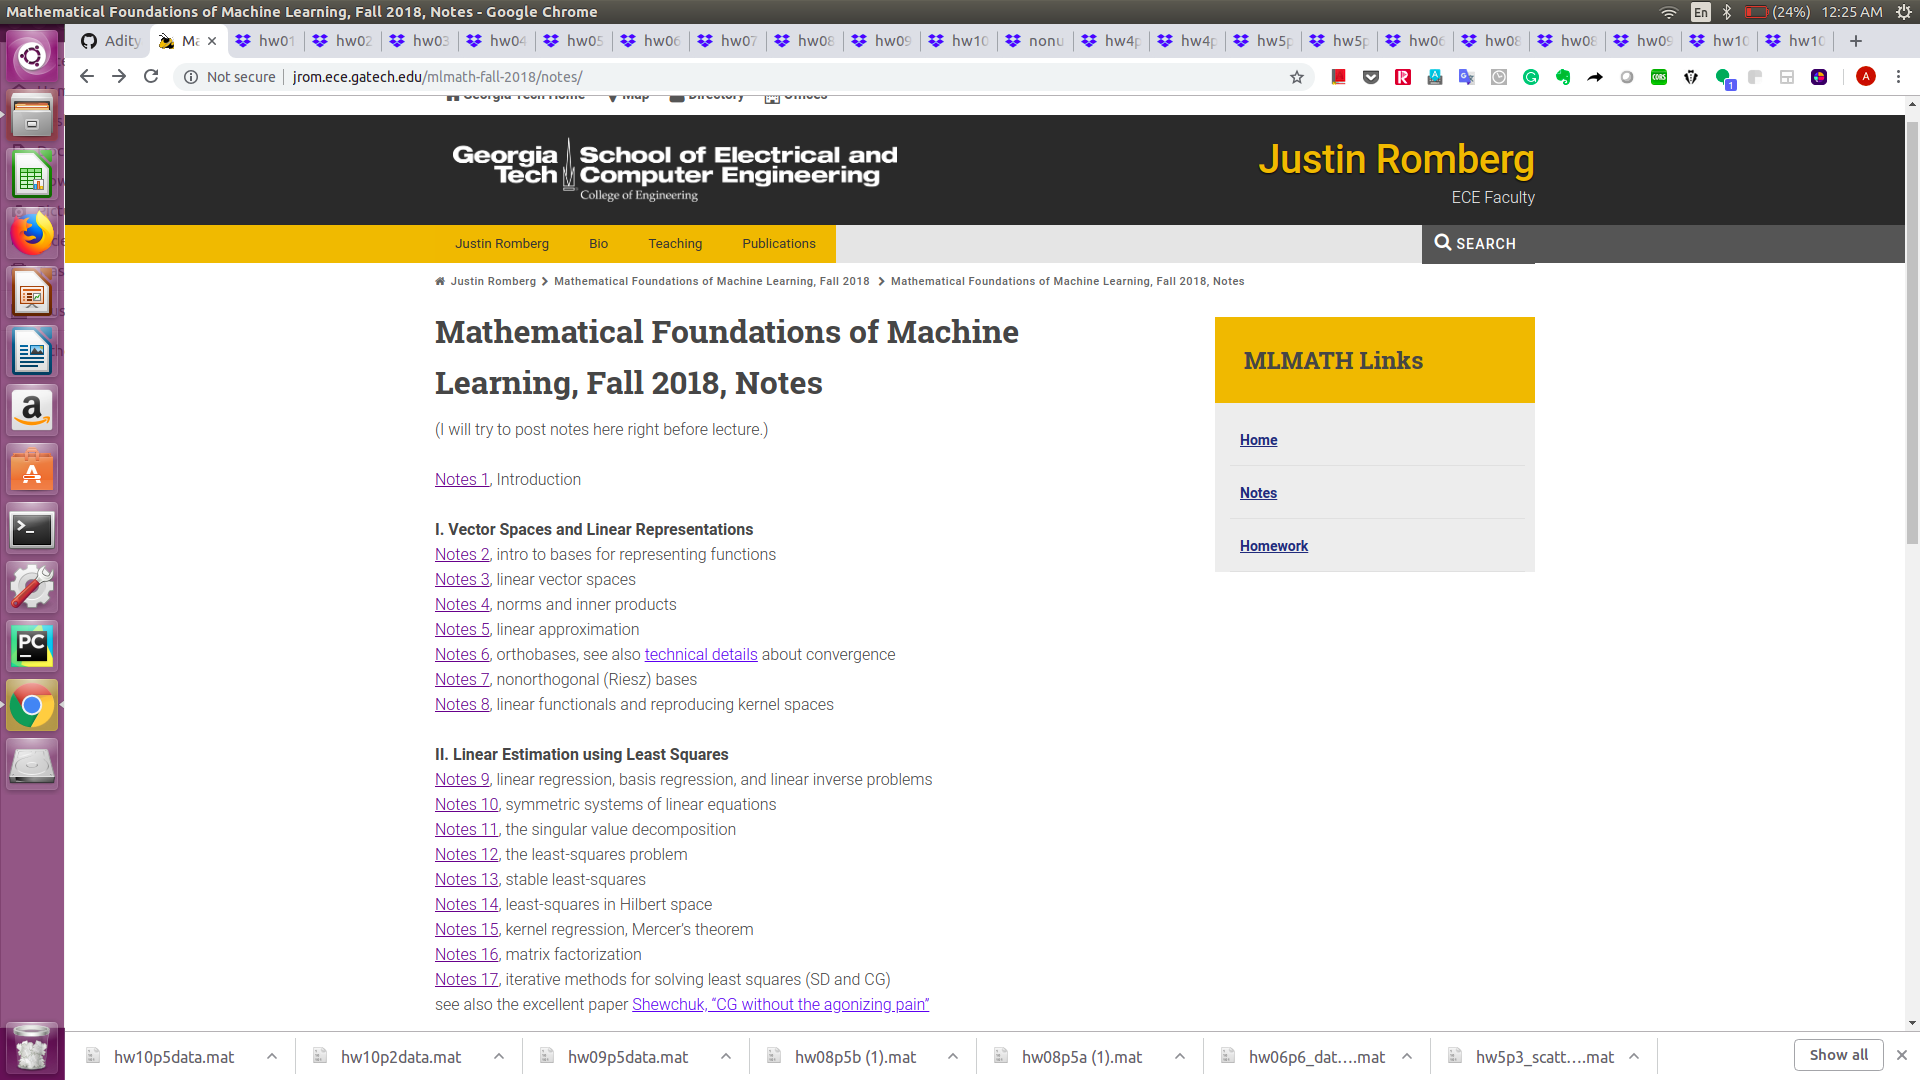 Mathematical Foundations of Machine Learning, Fall 2018, Notes - Google Chrome
En (24%) 12:25 AM
Adity Ma hw01 hw02 hw03 hw04 hw05 hw06 hw07 hw08 hw09 hw10 nonu hw4p hw4p hw5p hw5p hw06 hw08 hw08 hw09 hw10 hw10
Not secure jrom.ece.gatech.edu/mlmath-fall-2018/notes/
Georgia Tech Home Map Directory Offices
Georgia Tech School of Electrical and Computer Engineering
College of Engineering
Justin Romberg
ECE Faculty
Justin Romberg Bio Teaching Publications
SEARCH
Justin Romberg Mathematical Foundations of Machine Learning, Fall 2018 Mathematical Foundations of Machine Learning, Fall 2018, Notes
Mathematical Foundations of Machine
Learning, Fall 2018, Notes
(I will try to post notes here right before lecture.)
Notes 1, Introduction
I. Vector Spaces and Linear Representations
Notes 2, intro to bases for representing functions
Notes 3, linear vector spaces
Notes 4, norms and inner products
Notes 5, linear approximation
Notes 6, orthobases, see also technical details about convergence
Notes 7, nonorthogonal (Riesz) bases
Notes 8, linear functionals and reproducing kernel spaces
II. Linear Estimation using Least Squares
Notes 9, linear regression, basis regression, and linear inverse problems
Notes 10, symmetric systems of linear equations
Notes 11, the singular value decomposition
Notes 12, the least-squares problem
Notes 13, stable least-squares
Notes 14, least-squares in Hilbert space
Notes 15, kernel regression, Mercer's theorem
Notes 16, matrix factorization
Notes 17, iterative methods for solving least squares (SD and CG)
see also the excellent paper Shewchuk, “CG without the agonizing pain”
MLMATH Links
Home
Notes
Homework
hw10p5data.mat hw10p2data.mat hw09p5data.mat hw08p5b (1).mat hw08p5a (1).mat hw06p6_dat....mat hw5p3_scatt....mat Show all